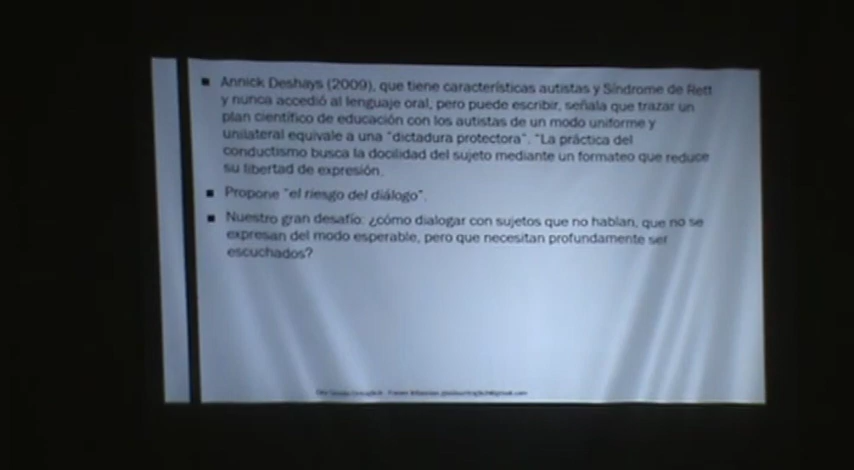 ▪ Annick Deshays (2009), que tiene características autistas y Síndrome de Rett
y nunca accedió al lenguaje oral, pero puede escribir, señala que trazar un
plan científico de educación con los autistas de un modo uniforme y
unilateral equivale a una "dictadura protectora". "La práctica del
conductismo busca la docilidad del sujeto mediante un formateo que reduce
su libertad de expresión.
▪ Propone "el riesgo del diálogo".
▪ Nuestro gran desafío: ¿cómo dialogar con sujetos que no hablan, que no se
expresan del modo esperable, pero que necesitan profundamente ser
escuchados?